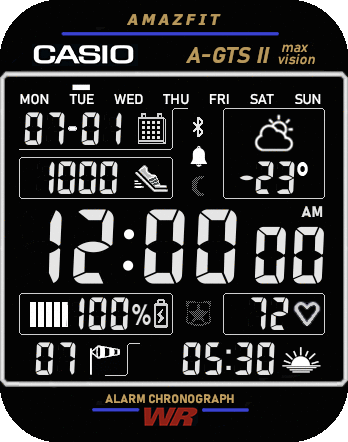 AMAZFIT
CASIO A-GTS II max vision
MON TUE WED THU FRI SAT SUN
07-01
1000 -23°
AM
12:00 00
100% 72
07 05:30
ALARM CHRONOGRAPH
WR